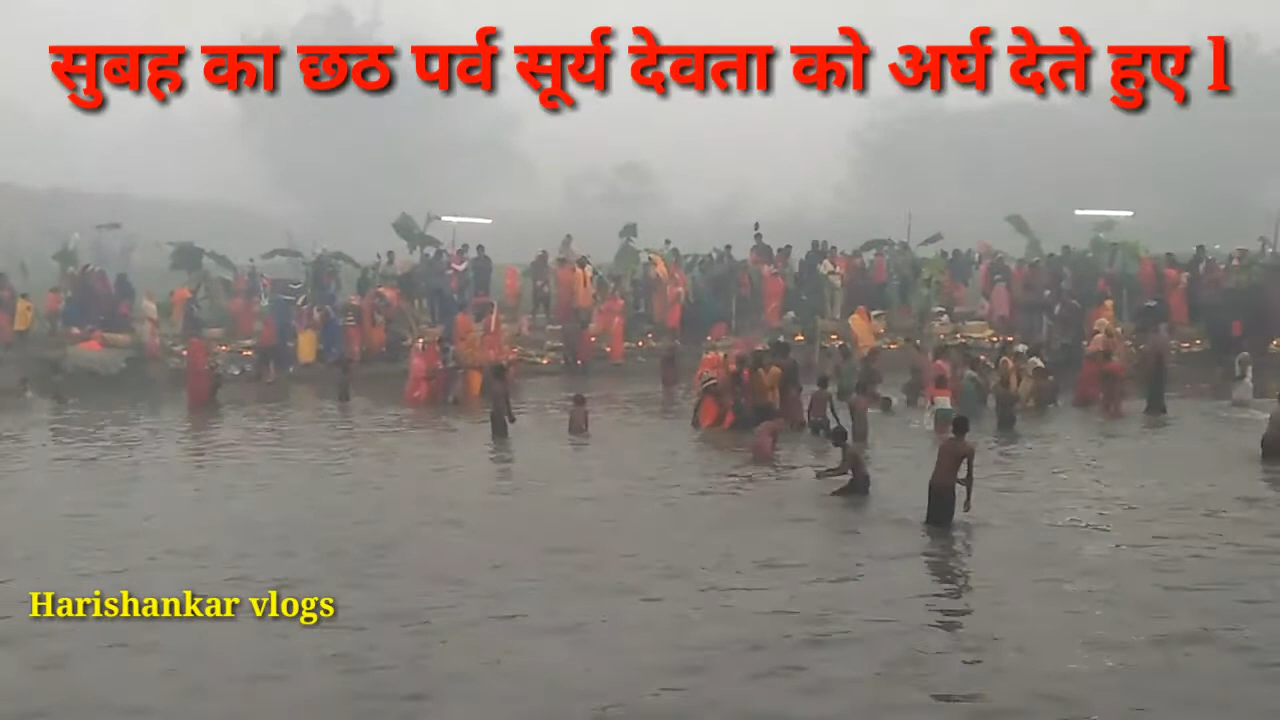 सुबह का छठ पर्व सूर्य देवता को अर्घ देते हुए l
Harishankar vlogs